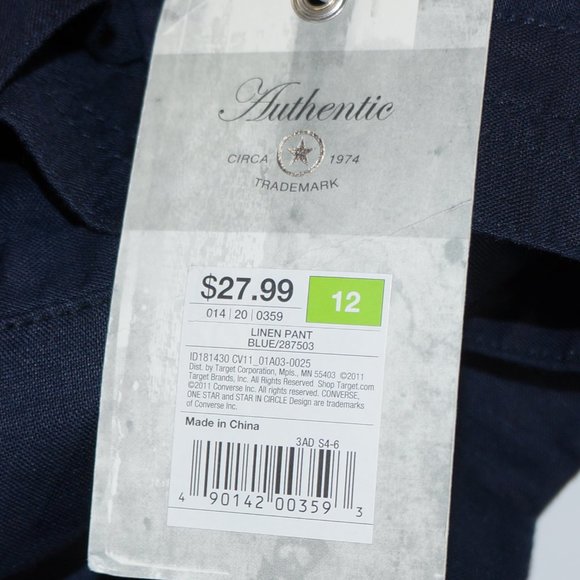 Authentic
CIRCA 1974
TRADEMARK
$27.99 12
014 | 20 | 0359
LINEN PANT
BLUE/287503
ID181430 CV11_01A03-0025
Dist. by Target Corporation, Mpls., MN 55403 ©2011
Target Brands, Inc. All Rights Reserved Shop Target.com
©2011 Converse Inc. All Rights Reserved. CONVERSE,
ONE STAR and STAR IN CIRCLE Design are trademarks
of Converse Inc.
Made in China
3AD S4-6
4 90142 00359 3